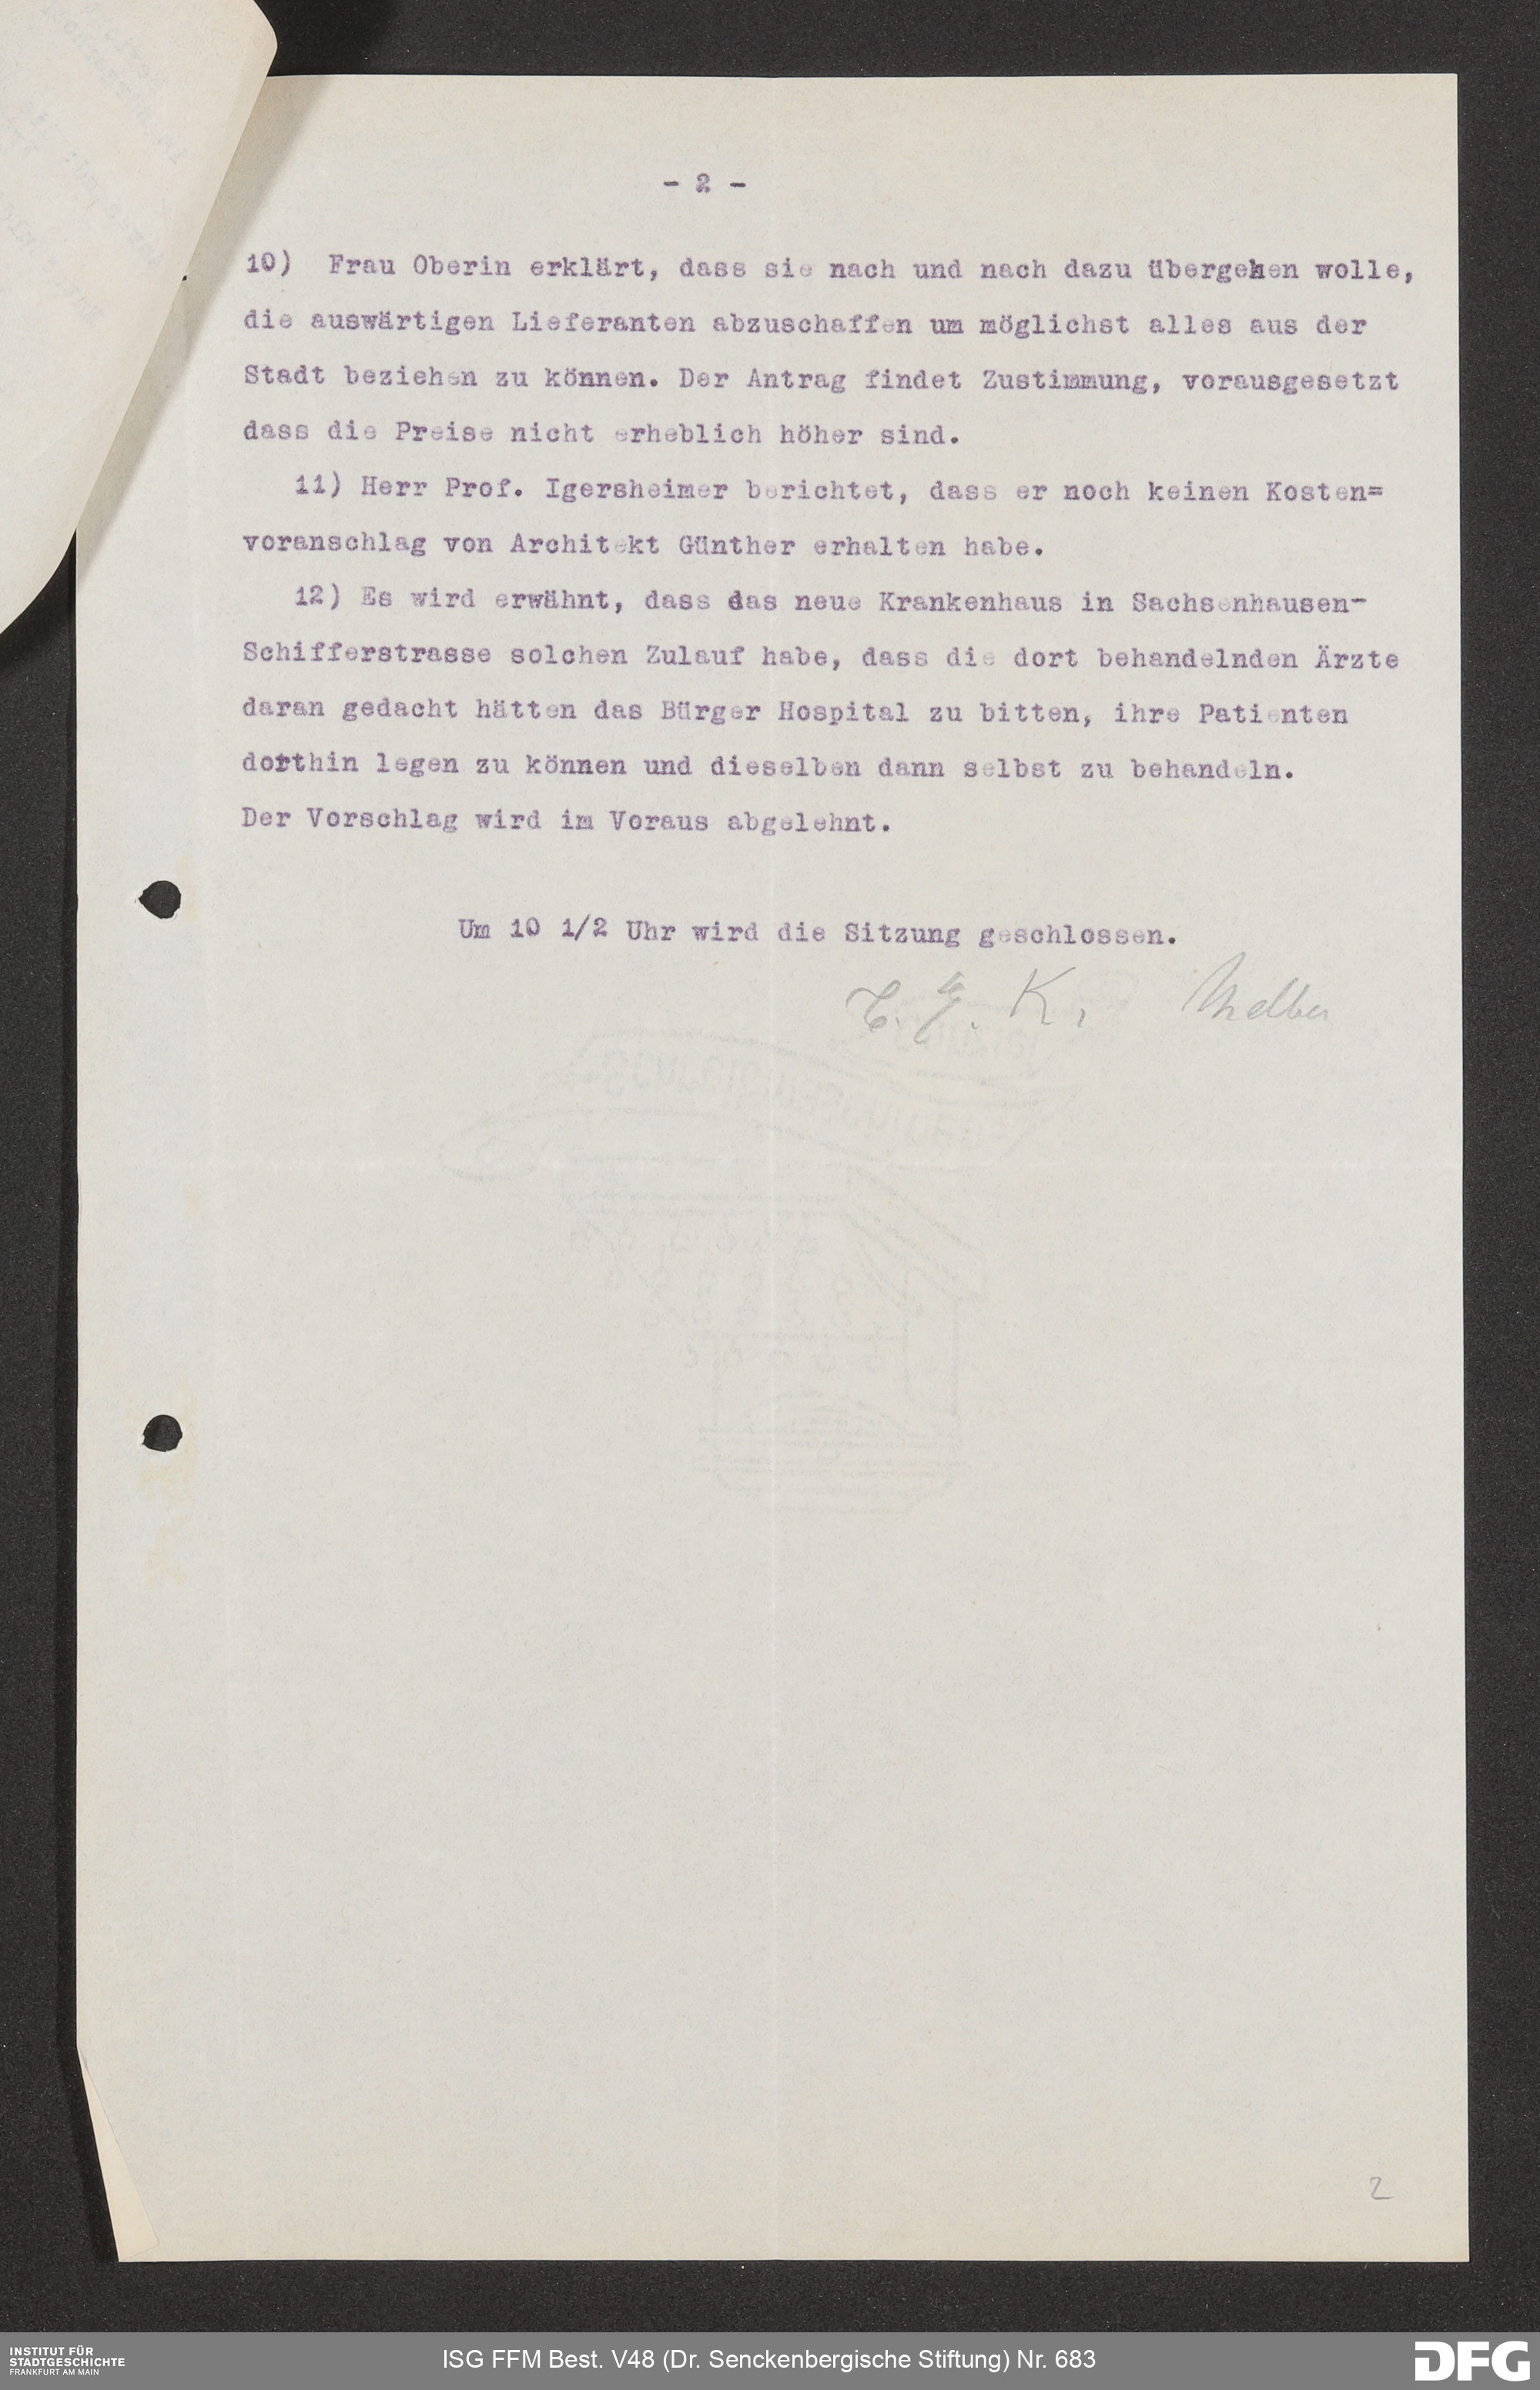 - 2 -
10) Frau Oberin erklärt, dass sie nach und nach dazu übergehen wolle,
die auswärtigen Lieferanten abzuschaffen um möglichst alles aus der
Stadt beziehen zu können. Der Antrag findet Zustimmung, vorausgesetzt
dass die Preise nicht erheblich höher sind.
11) Herr Prof. Igersheimer berichtet, dass er noch keinen Kosten=
voranschlag von Architekt Günther erhalten habe.
12) Es wird erwähnt, dass das neue Krankenhaus in Sachsenhausen-
Schifferstrasse solchen Zulauf habe, dass die dort behandelnden Ärzte
daran gedacht hätten das Bürger Hospital zu bitten, ihre Patienten
dorthin legen zu können und dieselben dann selbst zu behandeln.
Der Vorschlag wird im Voraus abgelehnt.
Um 10 1/2 Uhr wird die Sitzung geschlossen.
K. Melber
2
INSTITUT FÜR
STADTGESCHICHTE
FRANKFURT AM MAIN
ISG FFM Best. V48 (Dr. Senckenbergische Stiftung) Nr. 683
DFG